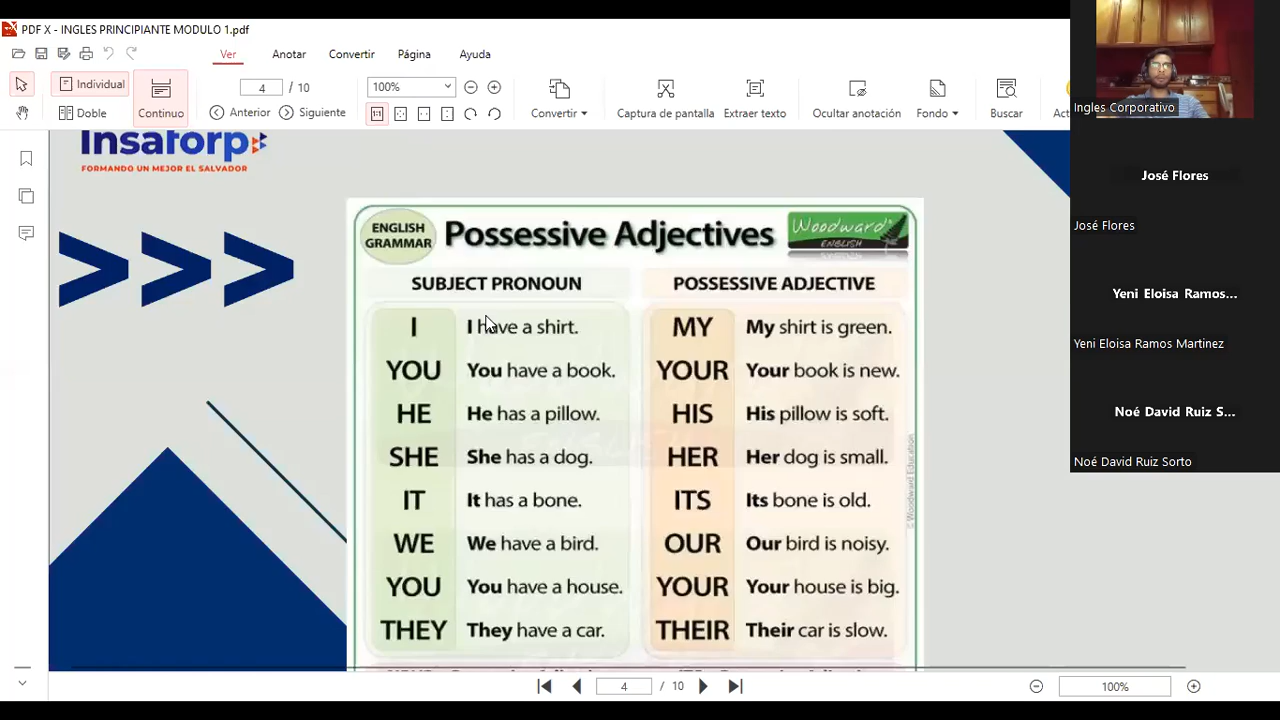 PDF X - INGLES PRINCIPIANTE MODULO 1.pdf
Ver Anotar Convertir Página Ayuda
Individual 4 / 10 100%
Doble Continuo Anterior Siguiente Convertir Captura de pantalla Extraer texto Ocultar anotación Fondo Buscar
Insaforp
FORMANDO UN MEJOR EL SALVADOR
ENGLISH GRAMMAR
Possessive Adjectives
Woodward
ENGLISH
SUBJECT PRONOUN POSSESSIVE ADJECTIVE
I I have a shirt. MY My shirt is green.
YOU You have a book. YOUR Your book is new.
HE He has a pillow. HIS His pillow is soft.
SHE She has a dog. HER Her dog is small.
IT It has a bone. ITS Its bone is old.
WE We have a bird. OUR Our bird is noisy.
YOU You have a house. YOUR Your house is big.
THEY They have a car. THEIR Their car is slow.
© Woodward Education
4 / 10 100%
Ingles Corporativo
José Flores
José Flores
Yeni Eloisa Ramos...
Yeni Eloisa Ramos Martinez
Noé David Ruiz S...
Noé David Ruiz Sorto